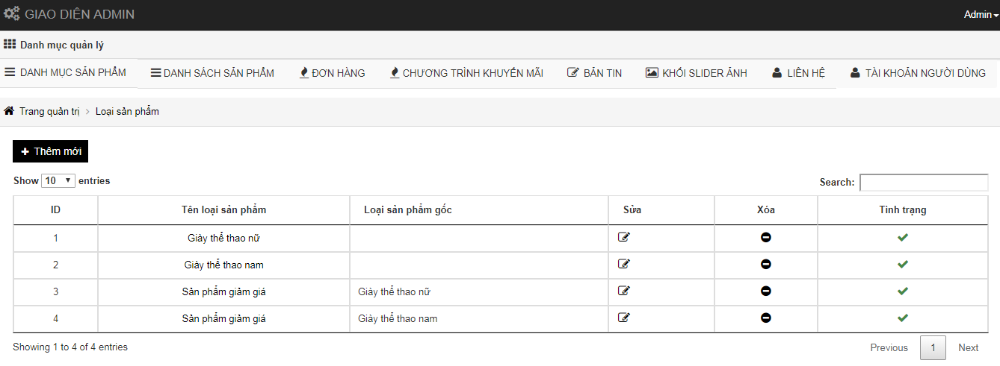 GIAO DIỆN ADMIN Admin
Danh mục quản lý
DANH MỤC SẢN PHẨM DANH SÁCH SẢN PHẨM ĐƠN HÀNG CHƯƠNG TRÌNH KHUYẾN MÃI BẢN TIN KHỐI SLIDER ẢNH LIÊN HỆ TÀI KHOẢN NGƯỜI DÙNG
Trang quản trị > Loại sản phẩm
+ Thêm mới
Show 10 entries Search:
ID Tên loại sản phẩm Loại sản phẩm gốc Sửa Xóa Tình trạng
1 Giày thể thao nữ
2 Giày thể thao nam
3 Sản phẩm giảm giá Giày thể thao nữ
4 Sản phẩm giảm giá Giày thể thao nam
Showing 1 to 4 of 4 entries Previous 1 Next